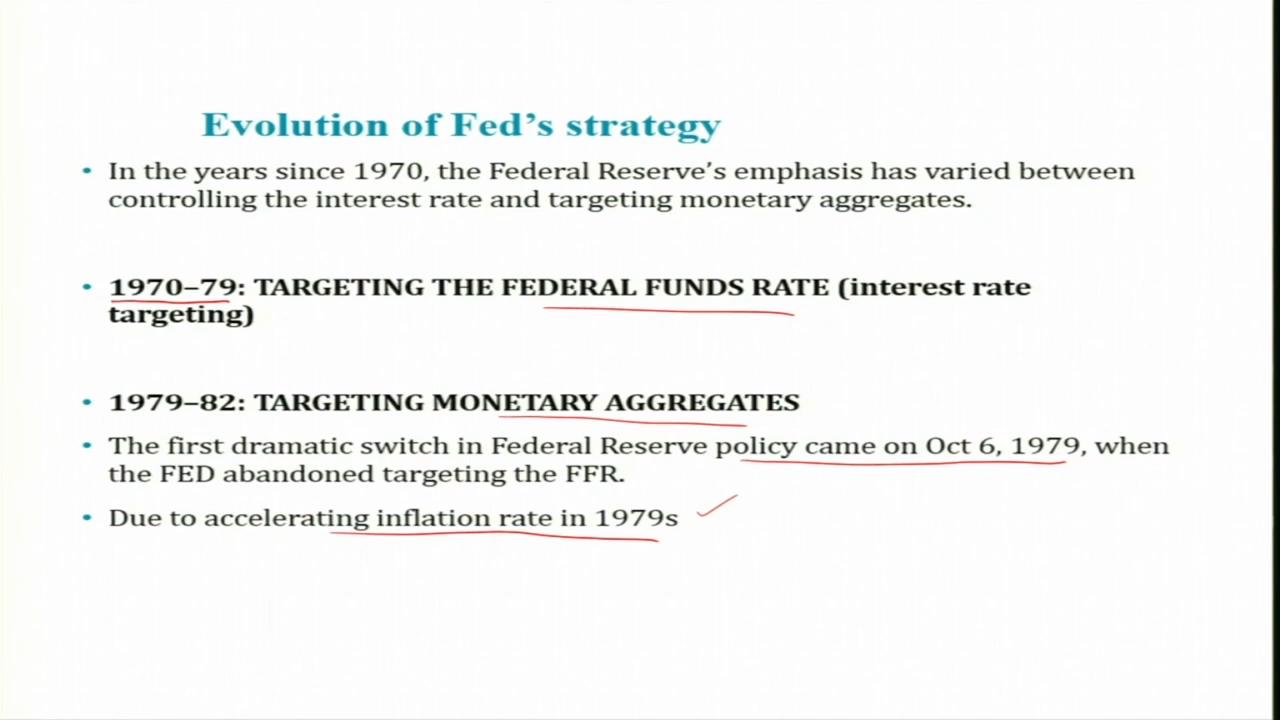 Evolution of Fed's strategy
• In the years since 1970, the Federal Reserve's emphasis has varied between
controlling the interest rate and targeting monetary aggregates.
• 1970–79: TARGETING THE FEDERAL FUNDS RATE (interest rate
targeting)
• 1979–82: TARGETING MONETARY AGGREGATES
• The first dramatic switch in Federal Reserve policy came on Oct 6, 1979, when
the FED abandoned targeting the FFR.
• Due to accelerating inflation rate in 1979s